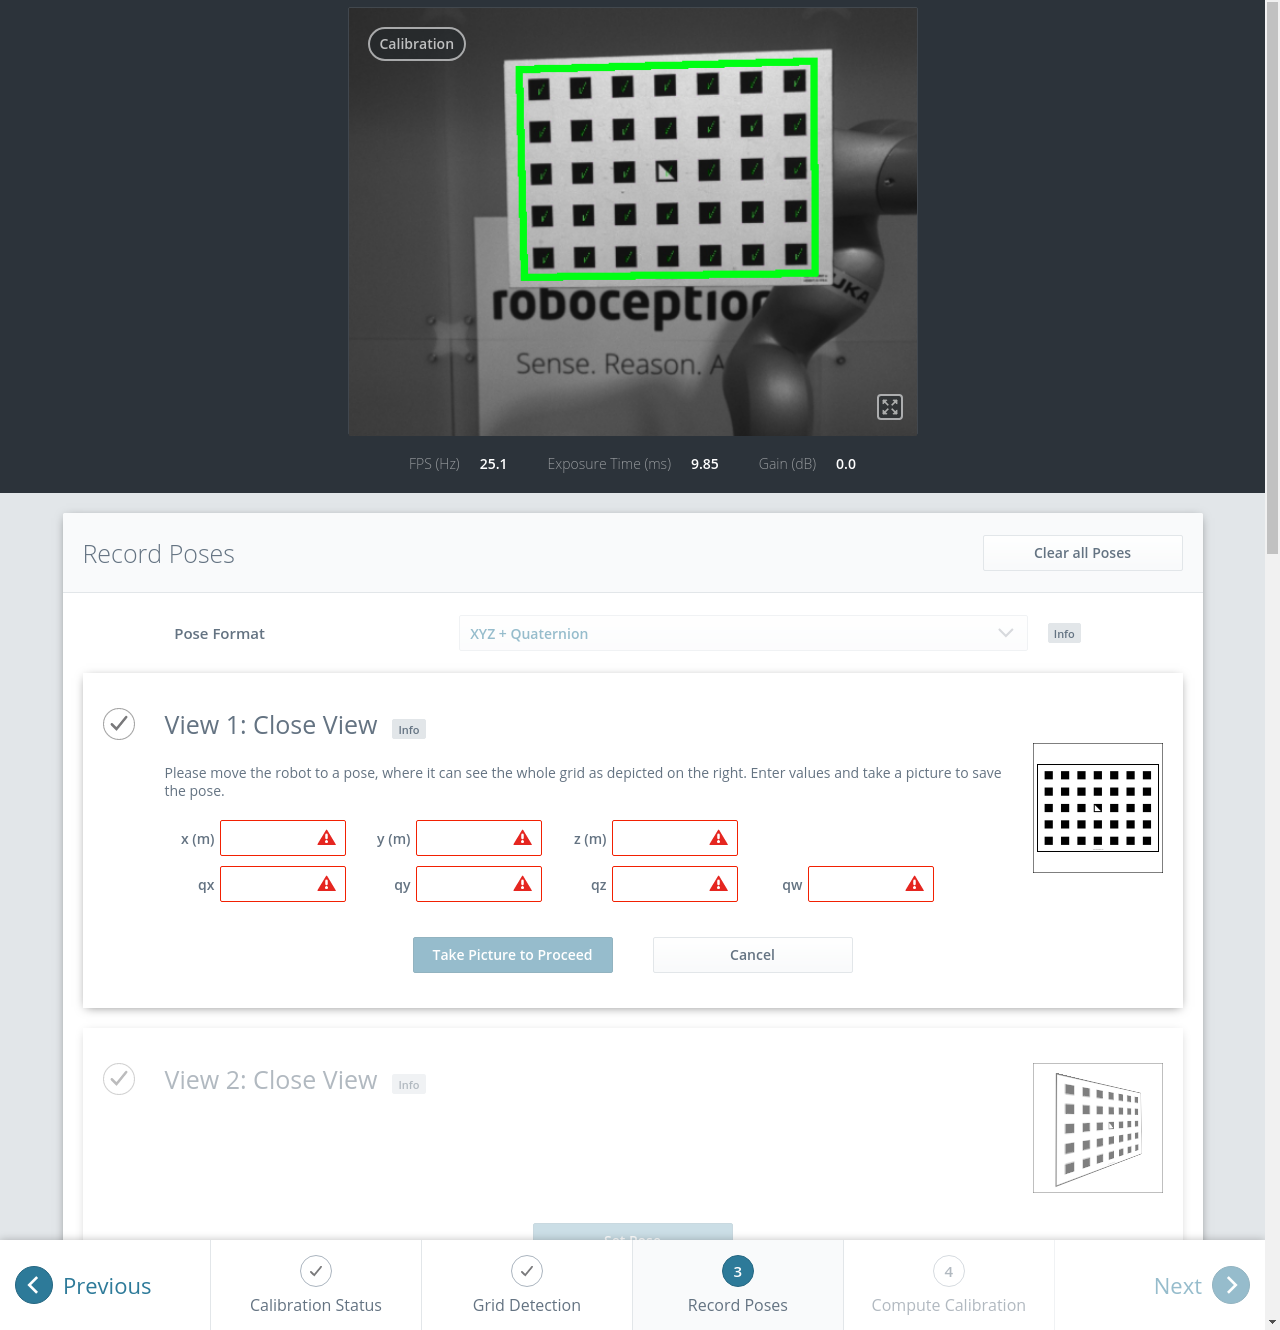 Calibration
KUKA
roboception
Sense. Reason. A
FPS (Hz) 25.1 Exposure Time (ms) 9.85 Gain (dB) 0.0
Record Poses
Clear all Poses
Pose Format XYZ + Quaternion Info
View 1: Close View Info
Please move the robot to a pose, where it can see the whole grid as depicted on the right. Enter values and take a picture to save
the pose.
x (m) y (m) z (m)
qx qy qz qw
Take Picture to Proceed Cancel
View 2: Close View Info
Set Pose
Previous
Calibration Status
Grid Detection
3
Record Poses
4
Compute Calibration
Next